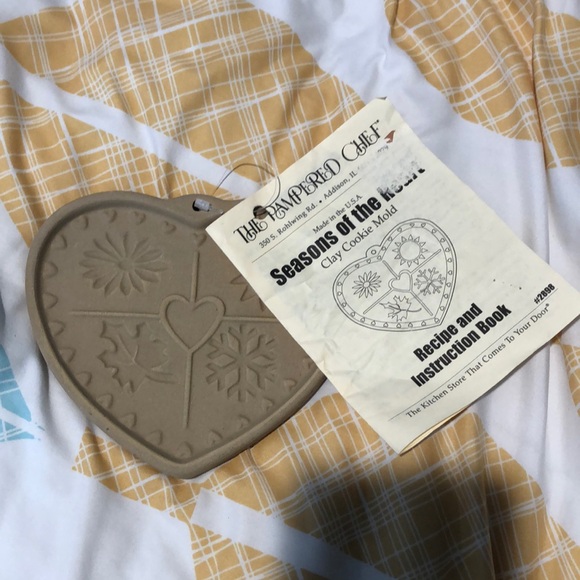 THE PAMPERED CHEF
350 S. Rohlwing Rd. • Addison, IL
Made in the U.S.A
Seasons of the Heart
Clay Cookie Mold
#2898
Recipe and
Instruction Book
The Kitchen Store That Comes To Your Door